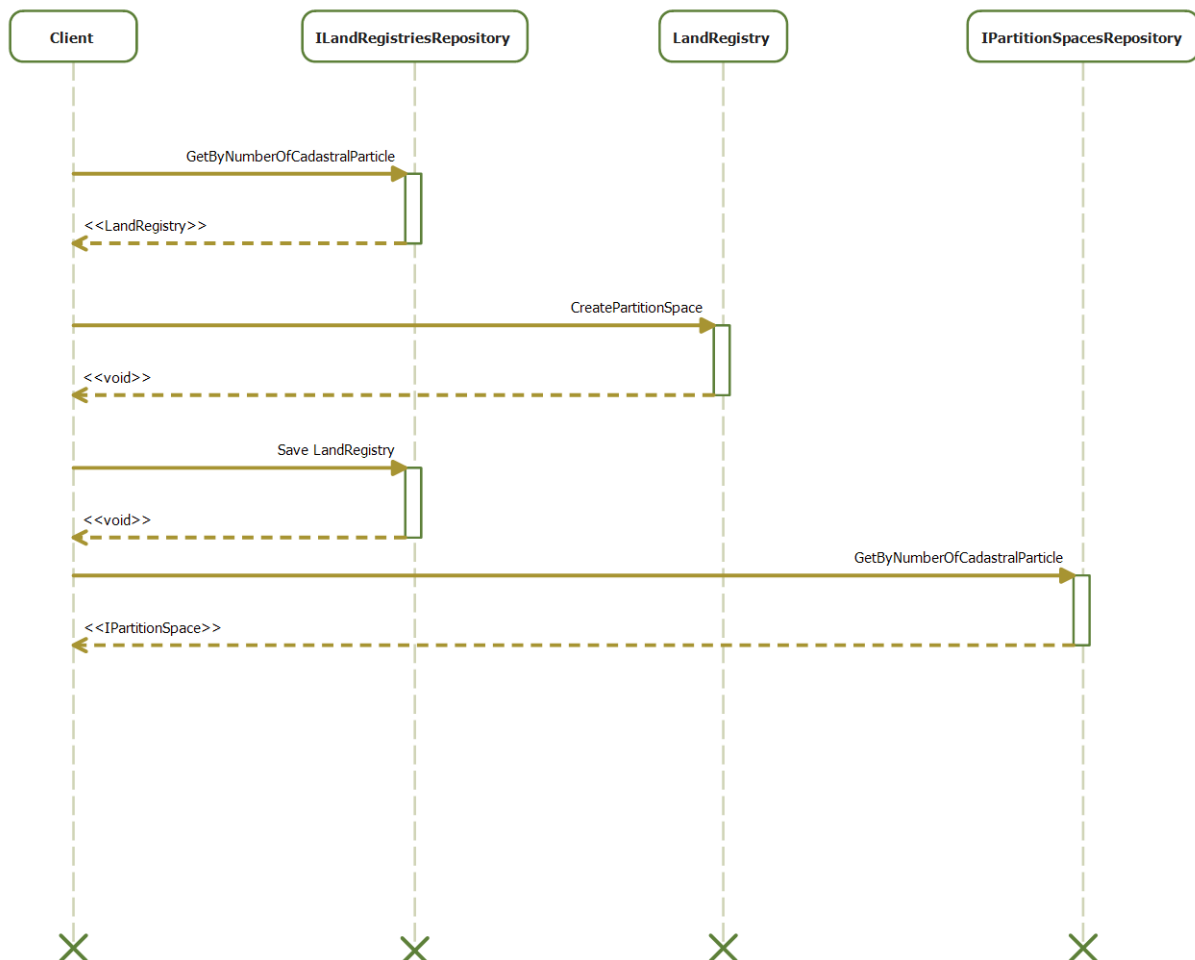 Client
ILandRegistriesRepository
LandRegistry
IPartitionSpacesRepository
GetByNumberOfCadastralParticle
<<LandRegistry>>
CreatePartitionSpace
<<void>>
Save LandRegistry
<<void>>
GetByNumberOfCadastralParticle
<<IPartitionSpace>>